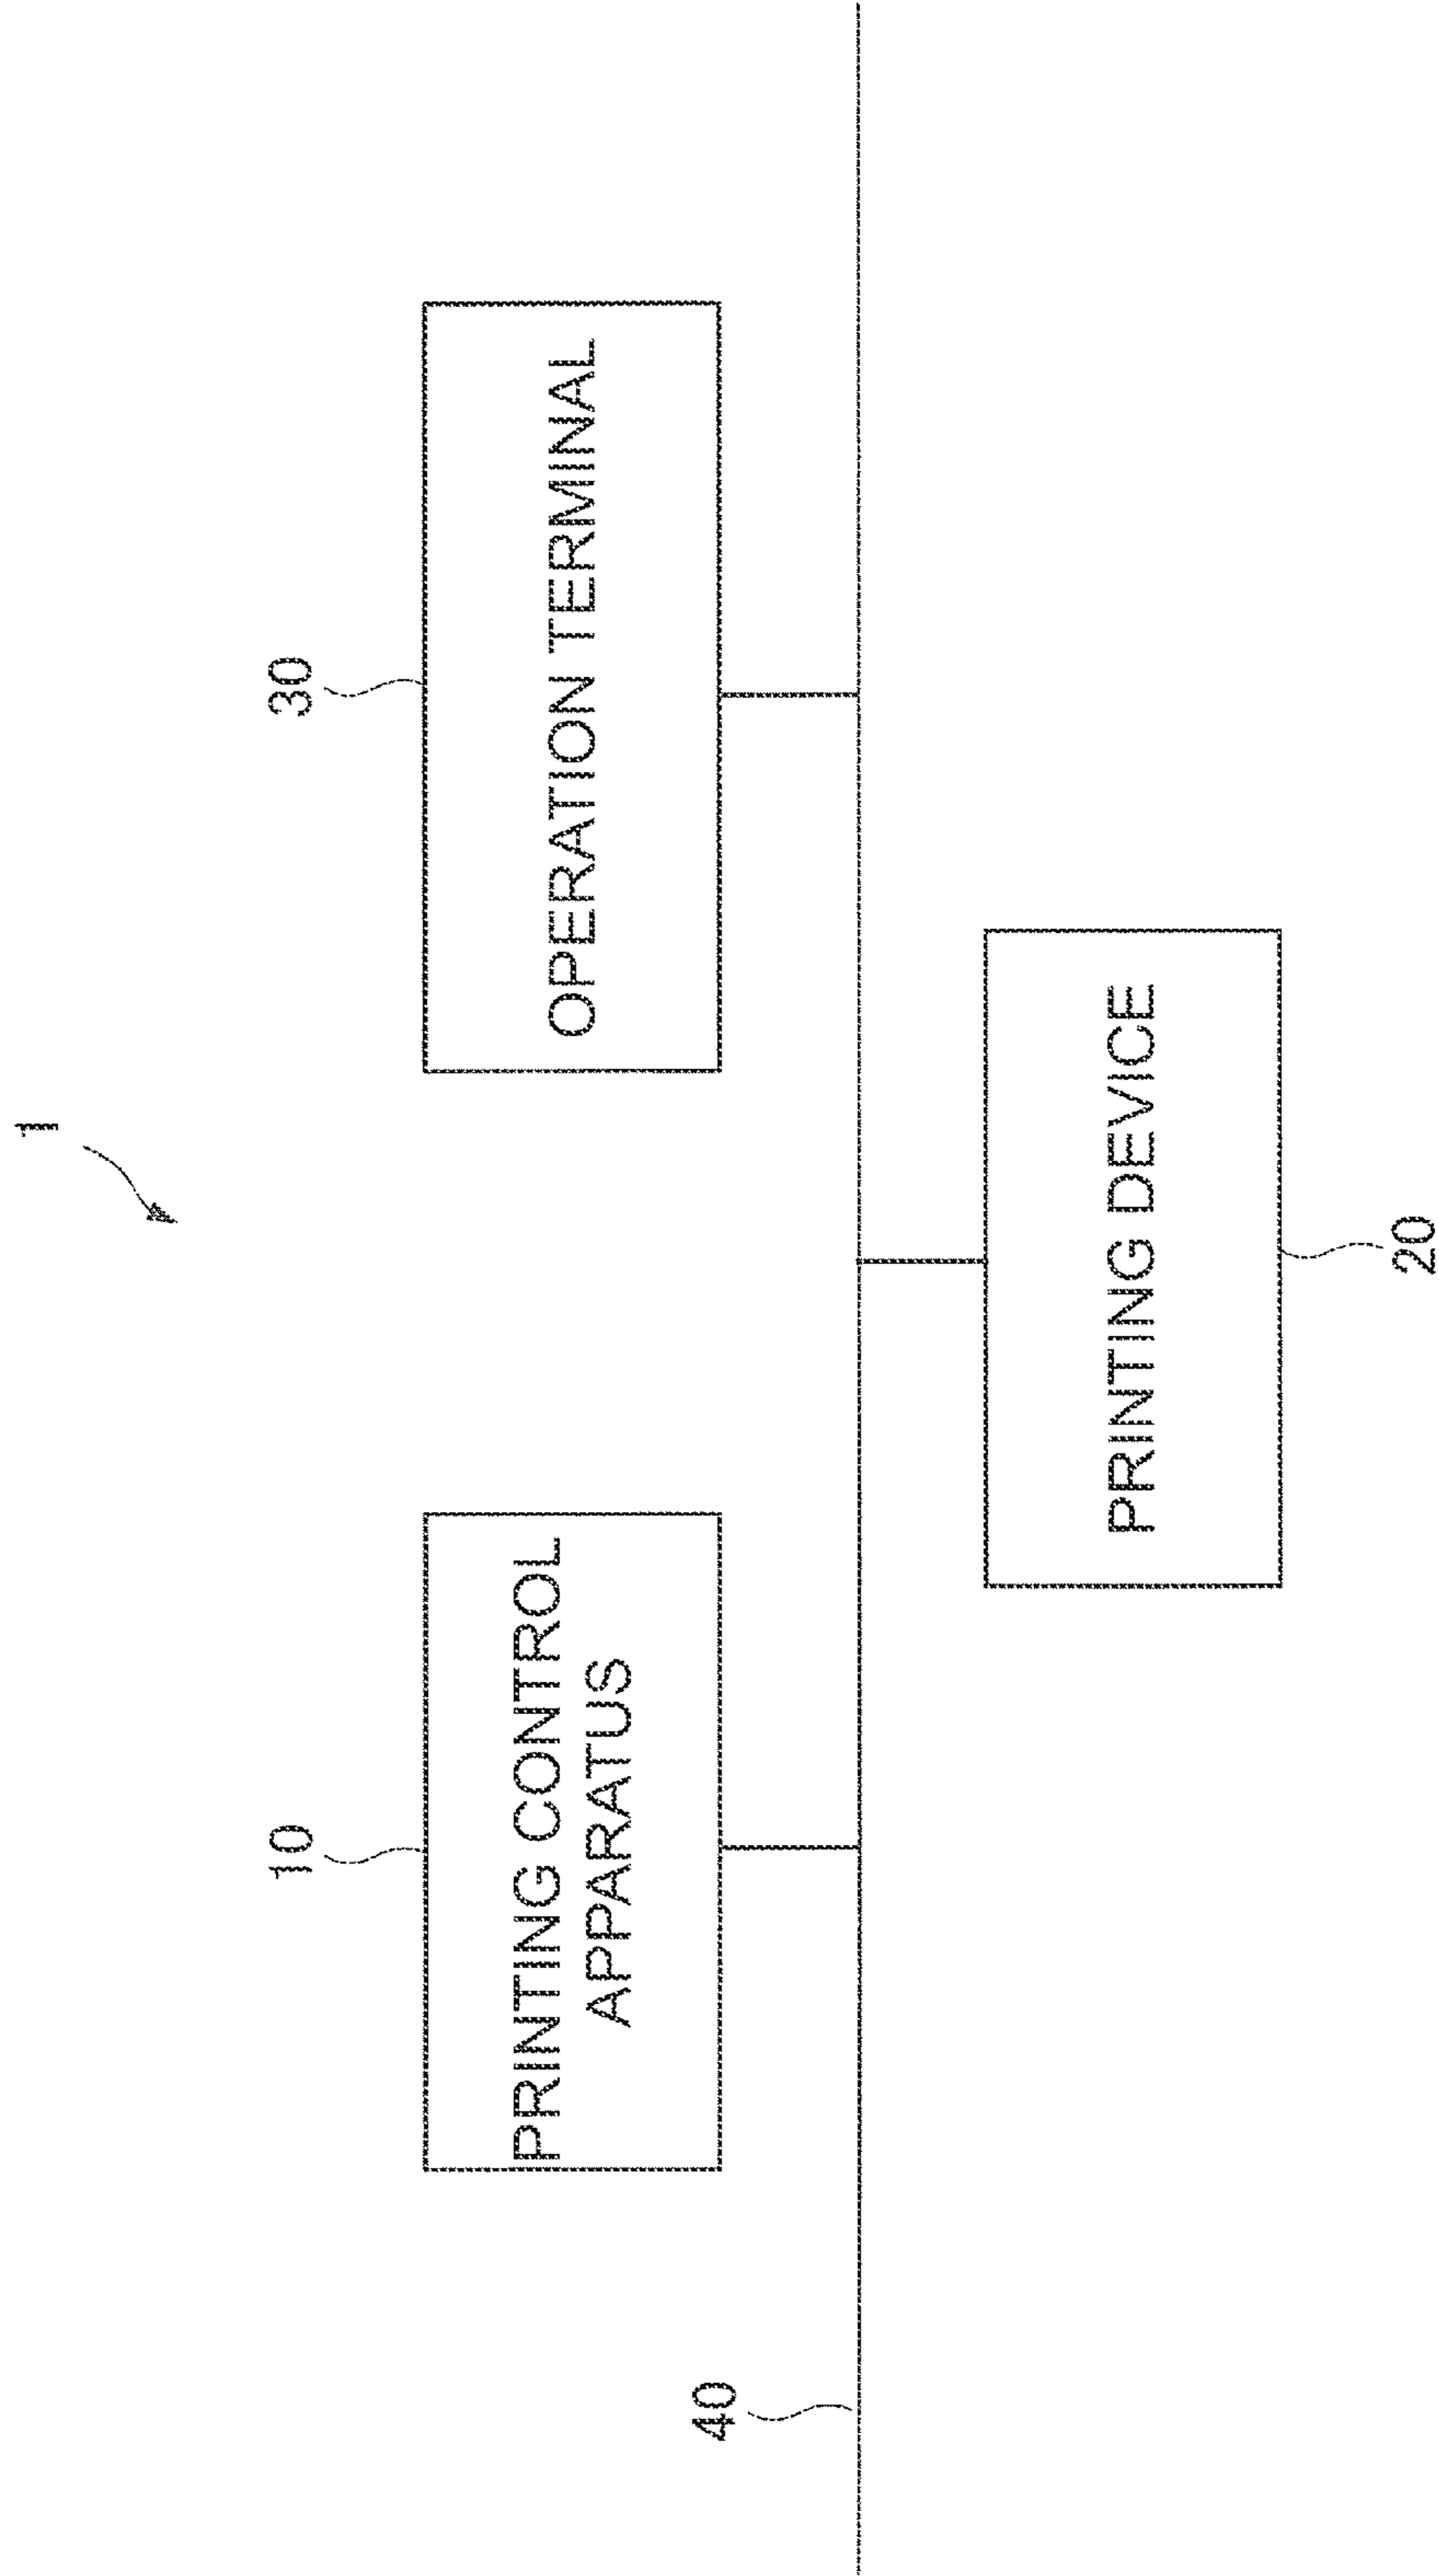 1
10
30
PRINTING CONTROL
APPARATUS
OPERATION TERMINAL
40
PRINTING DEVICE
20